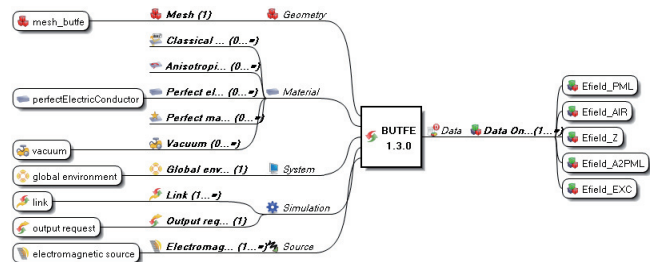 mesh_butfe
Mesh (1)
Geometry
Classical ... (0...∞)
Anisotropi... (0...∞)
perfectElectricConductor
Perfect el... (0...∞)
Material
Perfect ma... (0...∞)
vacuum
Vacuum (0...∞)
global environment
Global env... (1)
System
link
Link (1...∞)
Simulation
output request
Output req... (1)
electromagnetic source
Electromag... (1...∞)
Source
BUTFE
1.3.0
Data
Data On...(1...∞)
Efield_PML
Efield_AIR
Efield_Z
Efield_A2PML
Efield_EXC